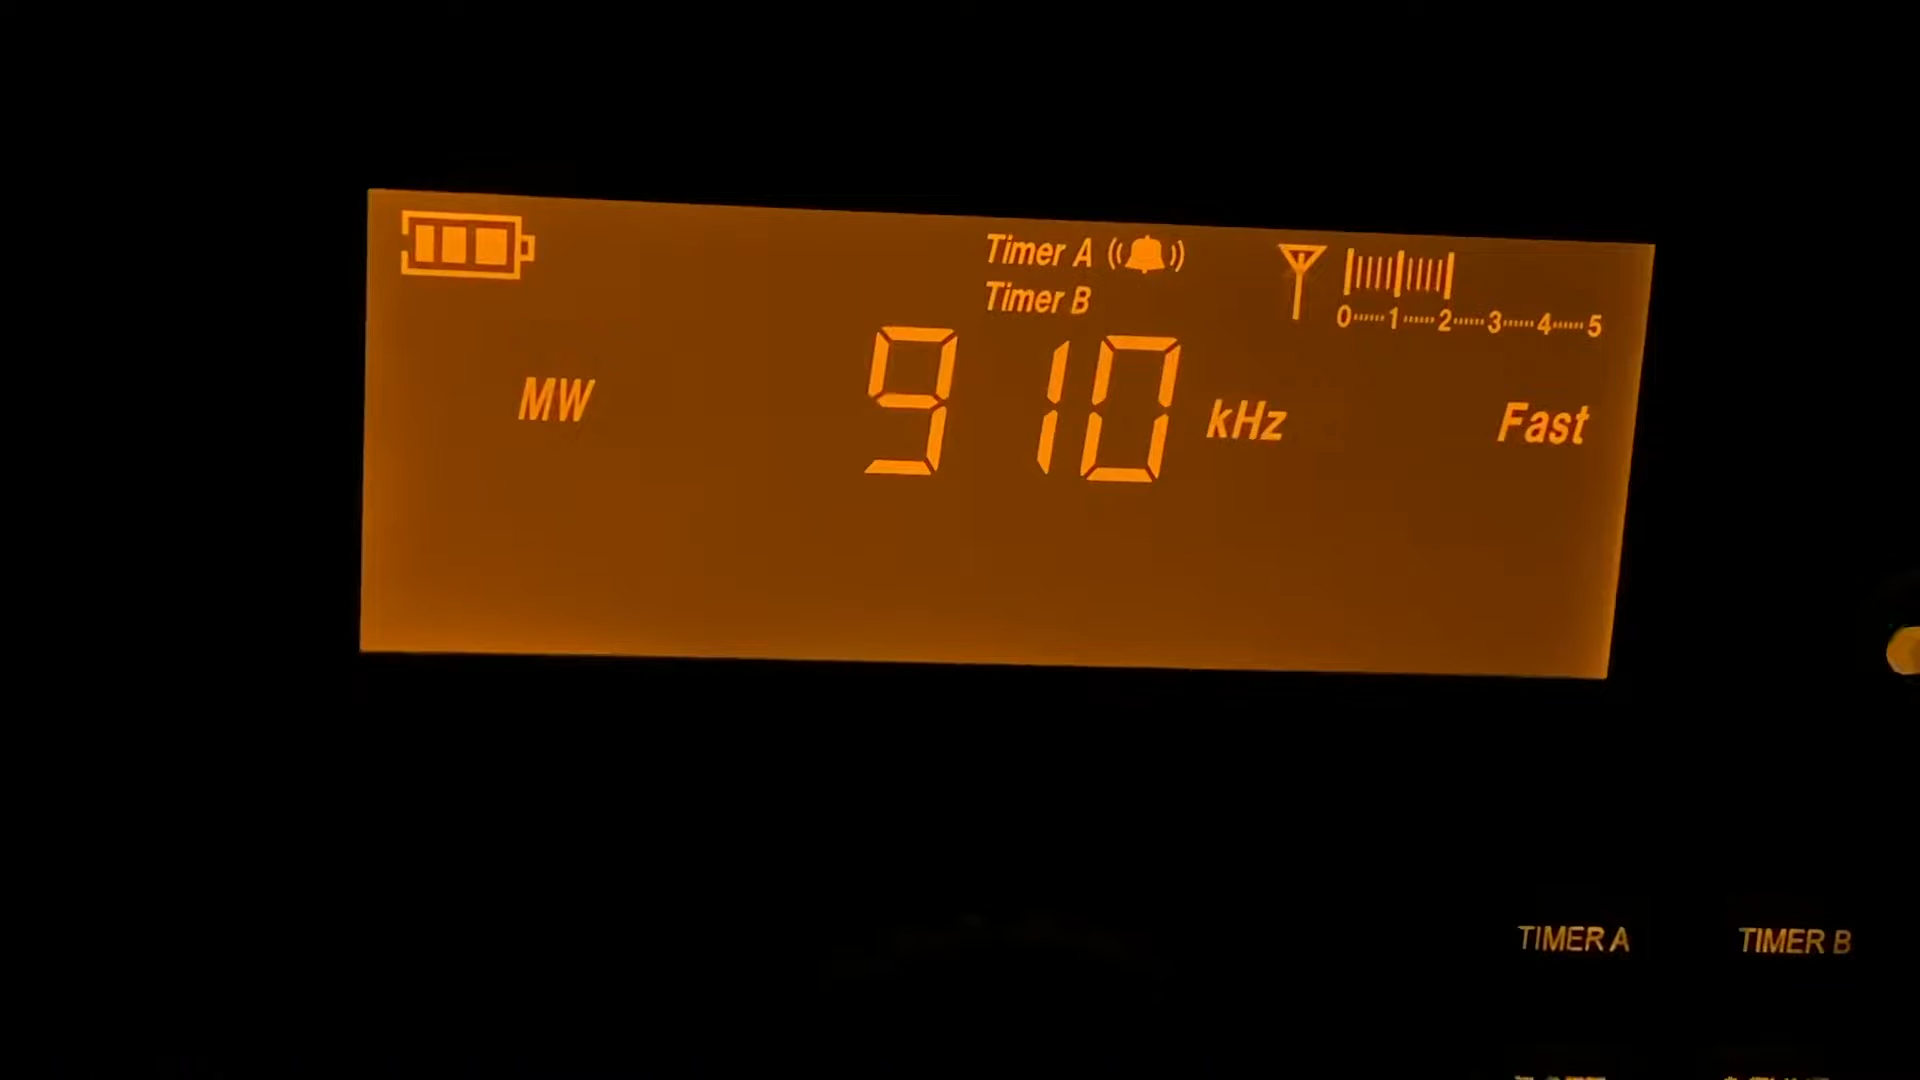 Timer A
Timer B
0 1 2 3 4 5
MW 910 kHz Fast
TIMER A TIMER B